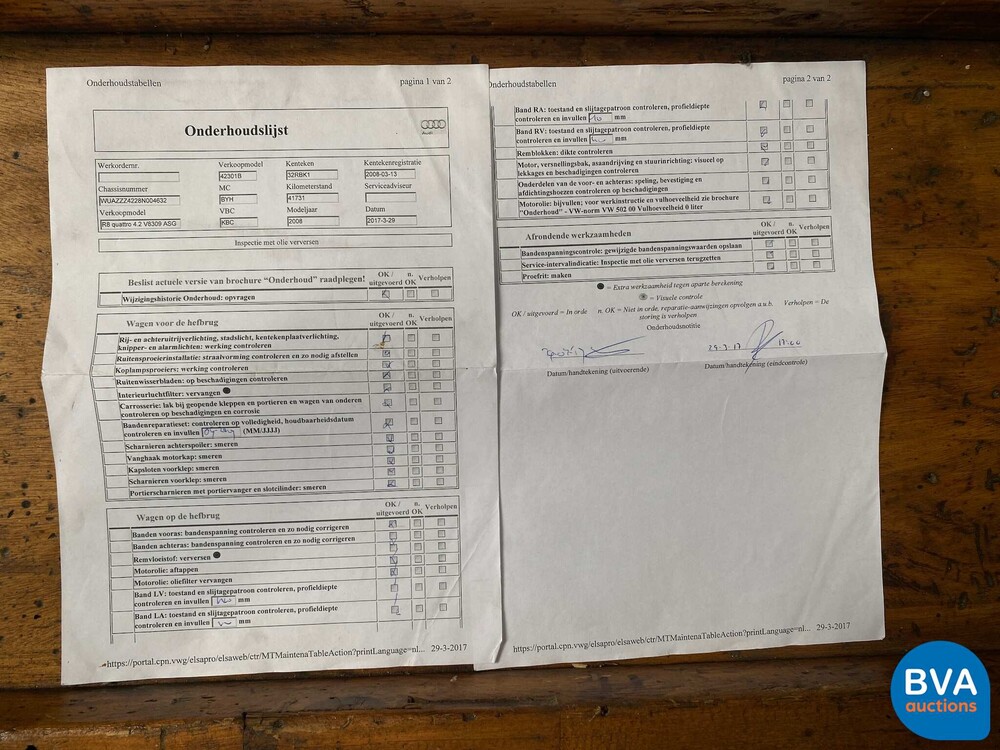 Onderhoudstabellen
pagina 1 van 2
Onderhoudslijst
Audi
Werkordernr.
Verkoopmodel
Kenteken
Kentekenregistratie
42301B
32RBK1
2008-03-13
Chassisnummer
MC
Kilometerstand
Serviceadviseur
WUAZZZ4228N004632
BYH
41731
Verkoopmodel
VBC
Modeljaar
Datum
R8 quattro 4.2 V8309 ASG
KBC
2008
2017-3-29
Inspectie met olie verversen
Beslist actuele versie van brochure "Onderhoud" raadplegen!
OK / uitgevoerd
n. OK
Verholpen
Wijzigingshistorie Onderhoud: opvragen
Wagen voor de hefbrug
OK / uitgevoerd
n. OK
Verholpen
Rij- en achteruitrijverlichting, stadslicht, kentekenplaatverlichting,
knipper- en alarmlichten: werking controleren
Ruitensproeierinstallatie: straalvorming controleren en zo nodig afstellen
Koplampsproeiers: werking controleren
Ruitenwisserbladen: op beschadigingen controleren
Interieurluchtfilter: vervangen
Carrosserie: lak bij geopende kleppen en portieren en wagen van onderen
controleren op beschadigingen en corrosie
Bandenreparatieset: controleren op volledigheid, houdbaarheidsdatum
controleren en invullen (MM/JJJJ)
Scharnieren achterspoiler: smeren
Vanghaak motorkap: smeren
Kapsloten voorklep: smeren
Scharnieren voorklep: smeren
Portierscharnieren met portiervanger en slotcilinder: smeren
Wagen op de hefbrug
OK / uitgevoerd
n. OK
Verholpen
Banden vooras: bandenspanning controleren en zo nodig corrigeren
Banden achteras: bandenspanning controleren en zo nodig corrigeren
Remvloeistof: verversen
Motorolie: aftappen
Motorolie: oliefilter vervangen
Band LV: toestand en slijtagepatroon controleren, profieldiepte
controleren en invullen mm
Band LA: toestand en slijtagepatroon controleren, profieldiepte
controleren en invullen mm
https://portal.cpn.vwg/elsapro/elsaweb/ctr/MTMaintenaTableAction?printLanguage=nl... 29-3-2017
Onderhoudstabellen
pagina 2 van 2
Band RA: toestand en slijtagepatroon controleren, profieldiepte
controleren en invullen mm
Band RV: toestand en slijtagepatroon controleren, profieldiepte
controleren en invullen mm
Remblokken: dikte controleren
Motor, versnellingsbak, asaandrijving en stuurinrichting: visueel op
lekkages en beschadigingen controleren
Onderdelen van de voor- en achteras: speling, bevestiging en
afdichtingshoezen controleren op beschadigingen
Motorolie: bijvullen; voor werkinstructie en vulhoeveelheid zie brochure
"Onderhoud" - VW-norm VW 502 00 Vulhoeveelheid 0 liter
Afrondende werkzaamheden
OK / uitgevoerd
n. OK
Verholpen
Bandenspanningscontrole: gewijzigde bandenspanningswaarden opslaan
Service-intervalindicatie: Inspectie met olie verversen terugzetten
Proefrit: maken
= Extra werkzaamheid tegen aparte berekening
= Visuele controle
OK / uitgevoerd = In orde n. OK = Niet in orde, reparatie-aanwijzingen opvolgen a.u.b. Verholpen = De
storing is verholpen
Onderhoudsnotitie
29-3-17 17:00
Datum/handtekening (uitvoerende)
Datum/handtekening (eindcontrole)
https://portal.cpn.vwg/elsapro/elsaweb/ctr/MTMaintenaTableAction?printLanguage=nl... 29-3-2017
BVA
auctions